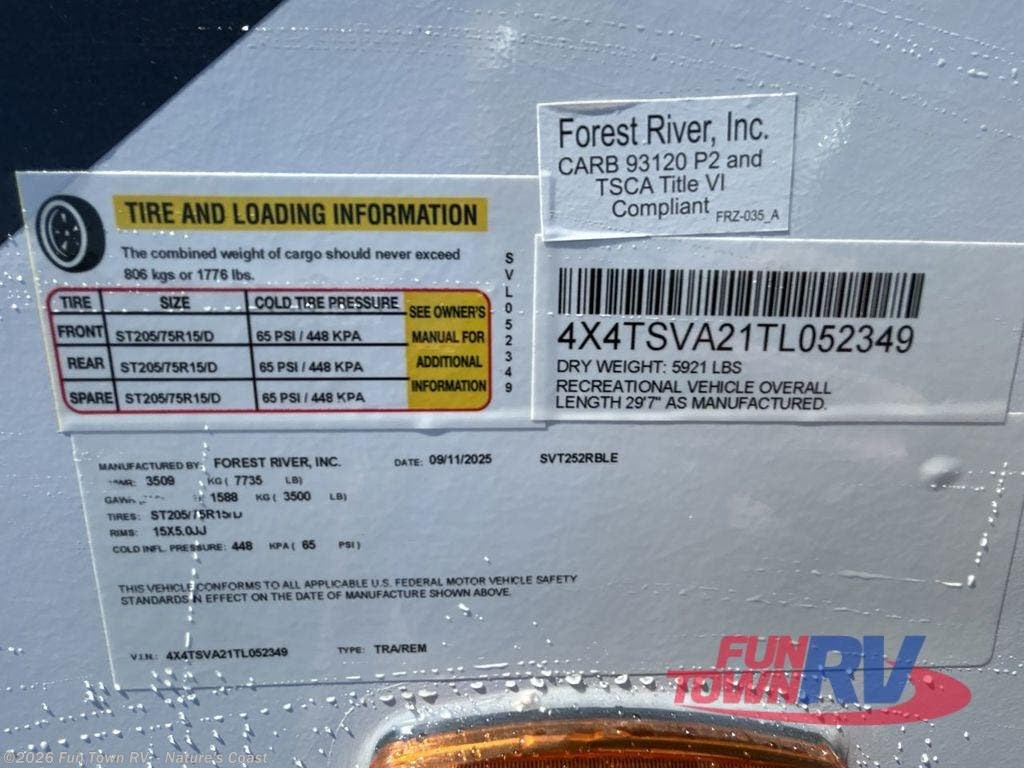 Forest River, Inc.
CARB 93120 P2 and
TSCA Title VI
Compliant FRZ-035_A
TIRE AND LOADING INFORMATION
The combined weight of cargo should never exceed
806 kgs or 1776 lbs.
TIRE SIZE COLD TIRE PRESSURE
FRONT ST205/75R15/D 65 PSI / 448 KPA
REAR ST205/75R15/D 65 PSI / 448 KPA
SPARE ST205/75R15/D 65 PSI / 448 KPA
SEE OWNER'S
MANUAL FOR
ADDITIONAL
INFORMATION
SVL052349
4X4TSVA21TL052349
DRY WEIGHT: 5921 LBS
RECREATIONAL VEHICLE OVERALL
LENGTH 29'7" AS MANUFACTURED.
MANUFACTURED BY: FOREST RIVER, INC. DATE: 09/11/2025 SVT252RBLE
3509 KG ( 7735 LB)
1588 KG ( 3500 LB)
TIRES: ST205/75R15/D
RIMS: 15X5.0JJ
COLD INFL. PRESSURE: 448 KPA ( 65 PSI )
THIS VEHICLE CONFORMS TO ALL APPLICABLE U.S. FEDERAL MOTOR VEHICLE SAFETY
STANDARDS IN EFFECT ON THE DATE OF MANUFACTURE SHOWN ABOVE.
V.I.N.: 4X4TSVA21TL052349 TYPE: TRA/REM
FUN
TOWN RV
©2026 Fun Town RV - Nature's Coast